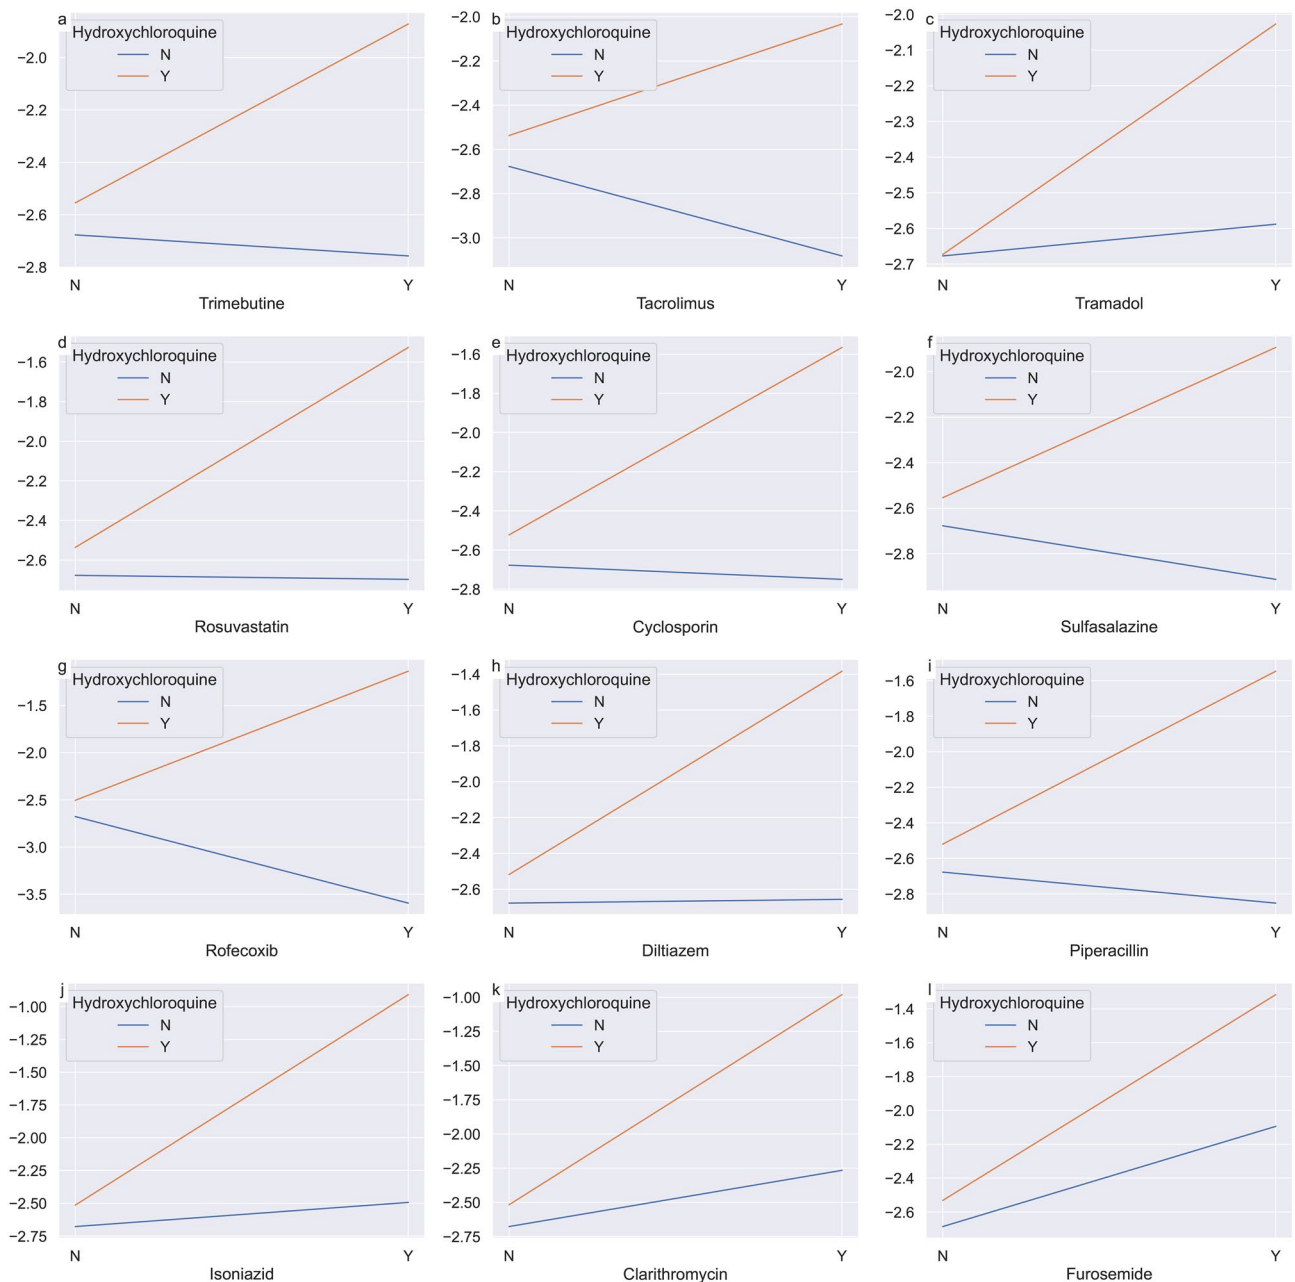 a
Hydroxychloroquine
N
Y
−2.0
−2.2
−2.4
−2.6
−2.8
N Y
Trimebutine
b
Hydroxychloroquine
N
Y
−2.0
−2.2
−2.4
−2.6
−2.8
−3.0
N Y
Tacrolimus
c
Hydroxychloroquine
N
Y
−2.0
−2.1
−2.2
−2.3
−2.4
−2.5
−2.6
−2.7
N Y
Tramadol
d
Hydroxychloroquine
N
Y
−1.6
−1.8
−2.0
−2.2
−2.4
−2.6
N Y
Rosuvastatin
e
Hydroxychloroquine
N
Y
−1.6
−1.8
−2.0
−2.2
−2.4
−2.6
−2.8
N Y
Cyclosporin
f
Hydroxychloroquine
N
Y
−2.0
−2.2
−2.4
−2.6
−2.8
N Y
Sulfasalazine
g
Hydroxychloroquine
N
Y
−1.5
−2.0
−2.5
−3.0
−3.5
N Y
Rofecoxib
h
Hydroxychloroquine
N
Y
−1.4
−1.6
−1.8
−2.0
−2.2
−2.4
−2.6
N Y
Diltiazem
i
Hydroxychloroquine
N
Y
−1.6
−1.8
−2.0
−2.2
−2.4
−2.6
−2.8
N Y
Piperacillin
j
Hydroxychloroquine
N
Y
−1.00
−1.25
−1.50
−1.75
−2.00
−2.25
−2.50
−2.75
N Y
Isoniazid
k
Hydroxychloroquine
N
Y
−1.00
−1.25
−1.50
−1.75
−2.00
−2.25
−2.50
−2.75
N Y
Clarithromycin
l
Hydroxychloroquine
N
Y
−1.4
−1.6
−1.8
−2.0
−2.2
−2.4
−2.6
N Y
Furosemide